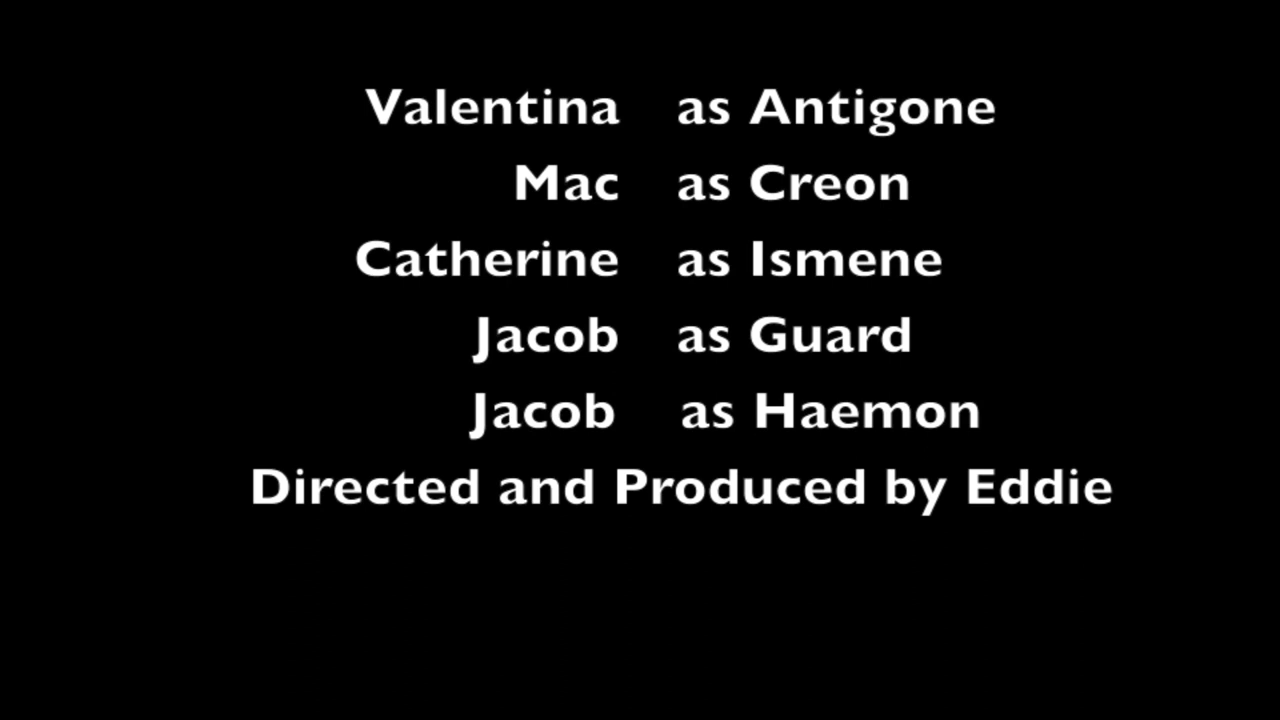 Valentina as Antigone
Mac as Creon
Catherine as Ismene
Jacob as Guard
Jacob as Haemon
Directed and Produced by Eddie